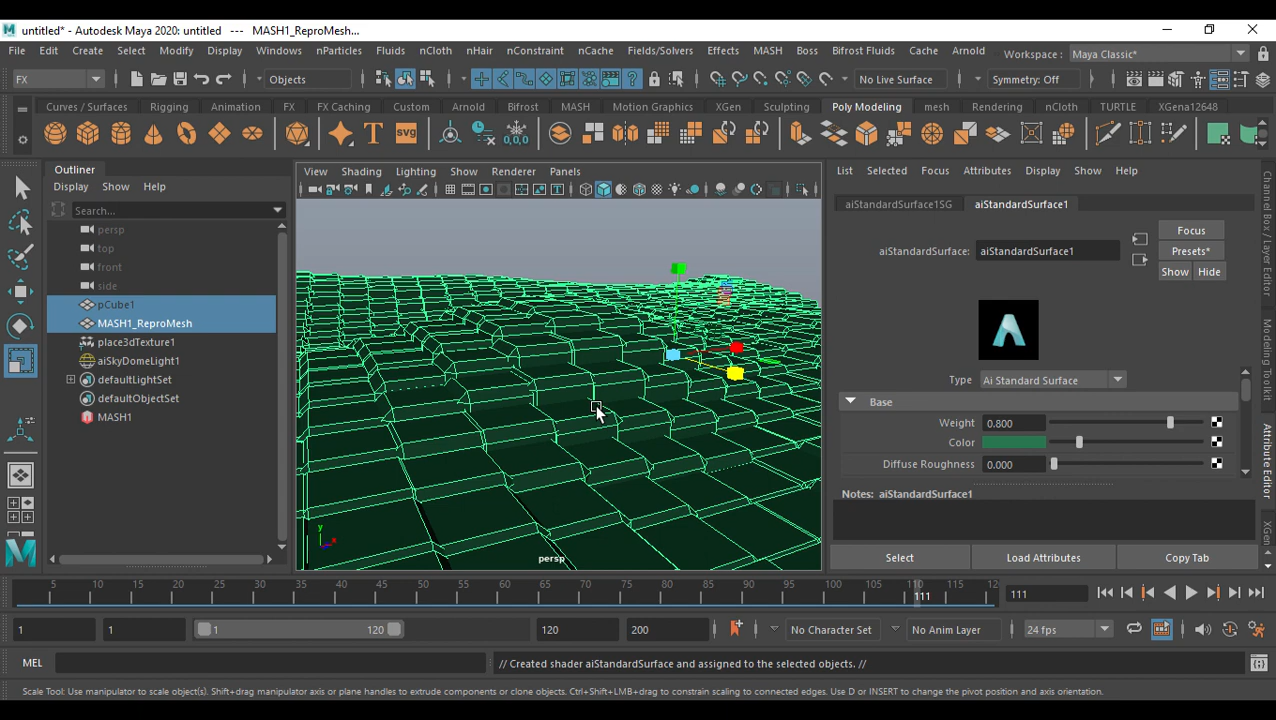 untitled* - Autodesk Maya 2020: untitled --- MASH1_ReproMesh...
File Edit Create Select Modify Display Windows nParticles Fluids nCloth nHair nConstraint nCache Fields/Solvers Effects MASH Boss Bifrost Fluids Cache Arnold Workspace: Maya Classic*
FX Objects No Live Surface Symmetry: Off
Curves / Surfaces Rigging Animation FX FX Caching Custom Arnold Bifrost MASH Motion Graphics XGen Sculpting Poly Modeling mesh Rendering nCloth TURTLE XGena12648
Outliner
Display Show Help
Search...
persp
top
front
side
pCube1
MASH1_ReproMesh
place3dTexture1
aiSkyDomeLight1
defaultLightSet
defaultObjectSet
MASH1
View Shading Lighting Show Renderer Panels
persp
List Selected Focus Attributes Display Show Help
aiStandardSurface1SG aiStandardSurface1
aiStandardSurface: aiStandardSurface1
Focus
Presets*
Show Hide
Type Ai Standard Surface
Base
Weight 0.800
Color
Diffuse Roughness 0.000
Notes: aiStandardSurface1
Select Load Attributes Copy Tab
Channel Box / Layer Editor
Modeling Toolkit
Attribute Editor
XGen
5 10 15 20 25 30 35 40 45 50 55 60 65 70 75 80 85 90 95 100 105 110 115 12
111 111
1 1 1 120 120 200 No Character Set No Anim Layer 24 fps
MEL // Created shader aiStandardSurface and assigned to the selected objects. //
Scale Tool: Use manipulator to scale object(s). Shift+drag manipulator axis or plane handles to extrude components or clone objects. Ctrl+Shift+LMB+drag to constrain scaling to connected edges. Use D or INSERT to change the pivot position and axis orientation.